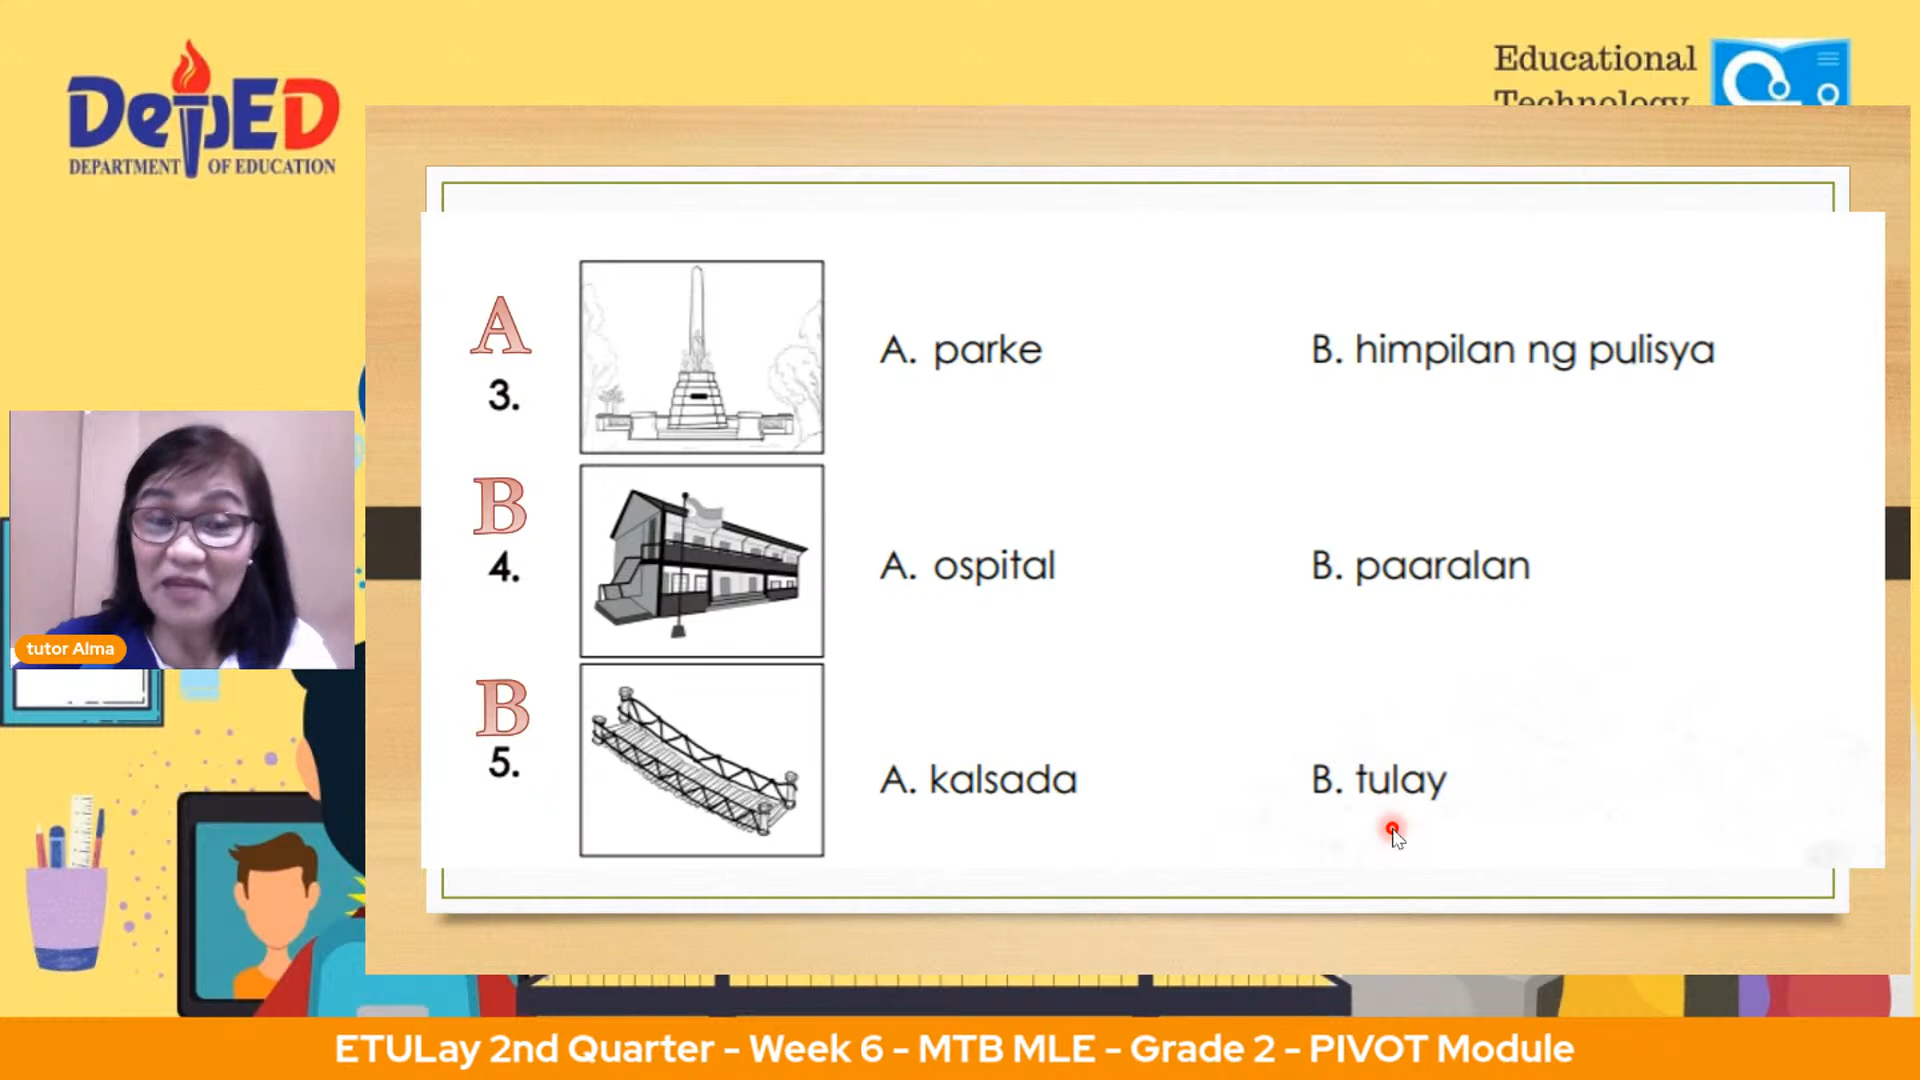 DepED
DEPARTMENT OF EDUCATION
Educational
Technology
A
3.
A. parke
B. himpilan ng pulisya
B
4.
A. ospital
B. paaralan
B
5.
A. kalsada
B. tulay
tutor Alma
ETULay 2nd Quarter - Week 6 - MTB MLE - Grade 2 - PIVOT Module